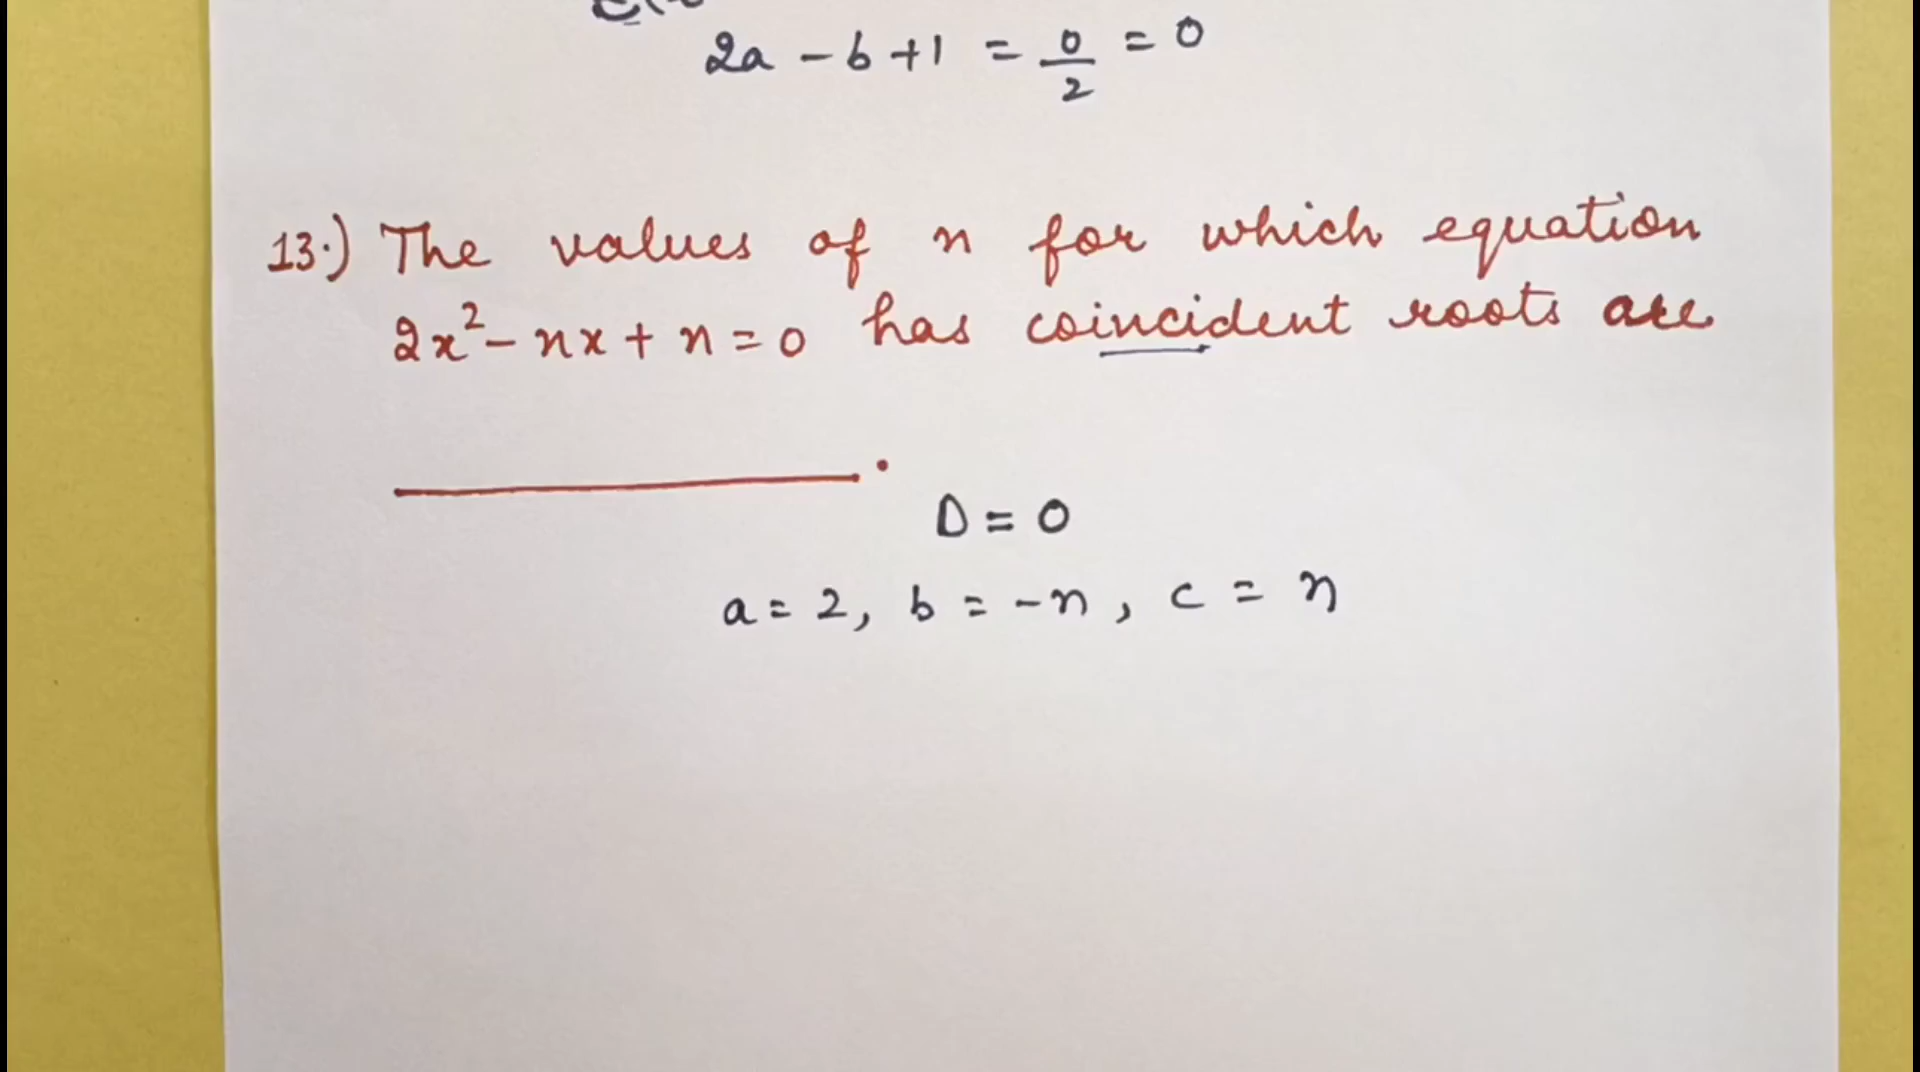 2a - b + 1 = 0/2 = 0
13.) The values of n for which equation
2x² - nx + n = 0 has coincident roots are
___________.
D = 0
a = 2, b = -n, c = n